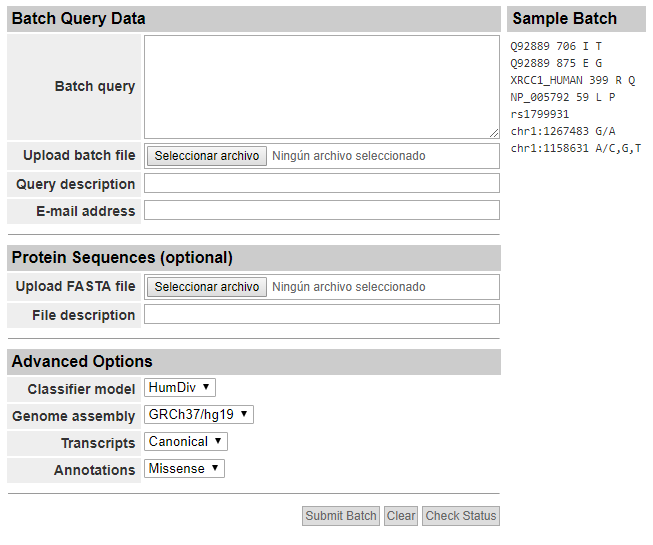 Batch Query Data
Batch query
Upload batch file Seleccionar archivo Ningún archivo seleccionado
Query description
E-mail address
Protein Sequences (optional)
Upload FASTA file Seleccionar archivo Ningún archivo seleccionado
File description
Advanced Options
Classifier model HumDiv
Genome assembly GRCh37/hg19
Transcripts Canonical
Annotations Missense
Submit Batch Clear Check Status
Sample Batch
Q92889 706 I T
Q92889 875 E G
XRCC1_HUMAN 399 R Q
NP_005792 59 L P
rs1799931
chr1:1267483 G/A
chr1:1158631 A/C,G,T